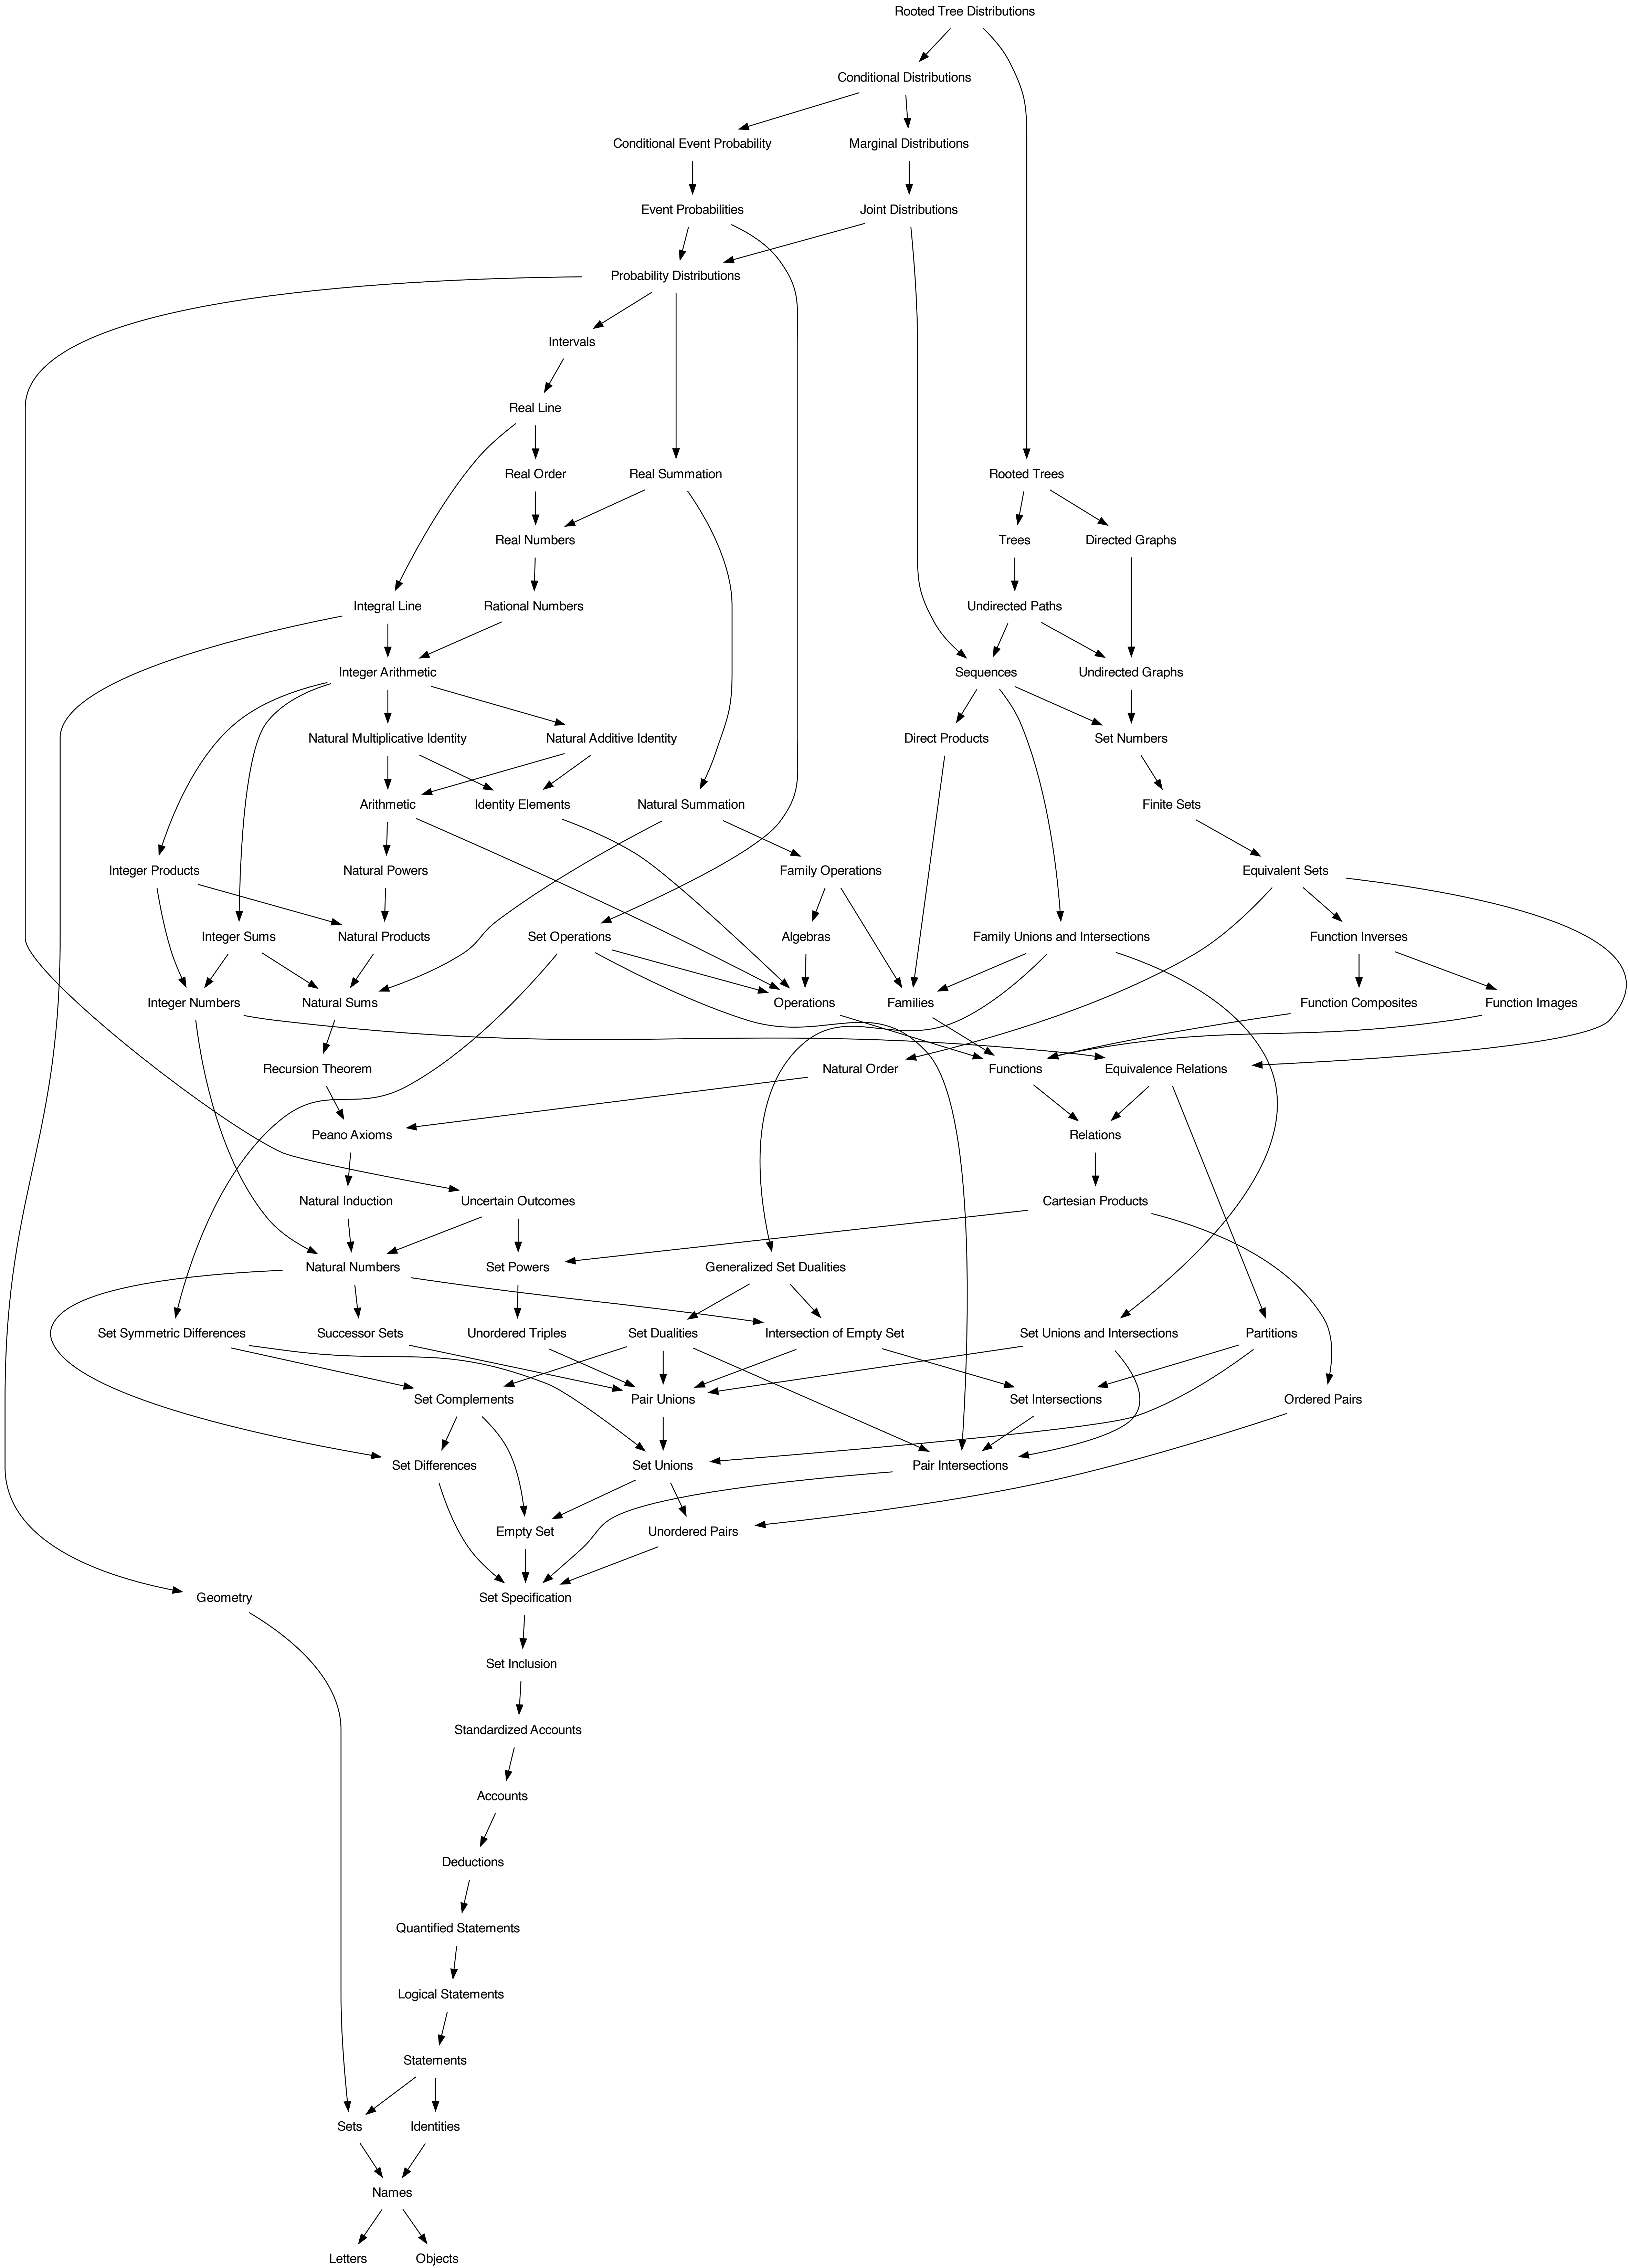 Rooted Tree Distributions
Conditional Distributions
Conditional Event Probability
Marginal Distributions
Event Probabilities
Joint Distributions
Probability Distributions
Intervals
Real Line
Real Order
Real Summation
Rooted Trees
Real Numbers
Trees
Directed Graphs
Integral Line
Rational Numbers
Undirected Paths
Integer Arithmetic
Sequences
Undirected Graphs
Natural Multiplicative Identity
Natural Additive Identity
Direct Products
Set Numbers
Arithmetic
Identity Elements
Natural Summation
Finite Sets
Integer Products
Natural Powers
Family Operations
Equivalent Sets
Integer Sums
Natural Products
Set Operations
Algebras
Family Unions and Intersections
Function Inverses
Integer Numbers
Natural Sums
Operations
Families
Function Composites
Function Images
Recursion Theorem
Natural Order
Functions
Equivalence Relations
Peano Axioms
Relations
Natural Induction
Uncertain Outcomes
Cartesian Products
Natural Numbers
Set Powers
Generalized Set Dualities
Set Symmetric Differences
Successor Sets
Unordered Triples
Set Dualities
Intersection of Empty Set
Set Unions and Intersections
Partitions
Set Complements
Pair Unions
Set Intersections
Ordered Pairs
Set Differences
Set Unions
Pair Intersections
Empty Set
Unordered Pairs
Geometry
Set Specification
Set Inclusion
Standardized Accounts
Accounts
Deductions
Quantified Statements
Logical Statements
Statements
Sets
Identities
Names
Letters
Objects